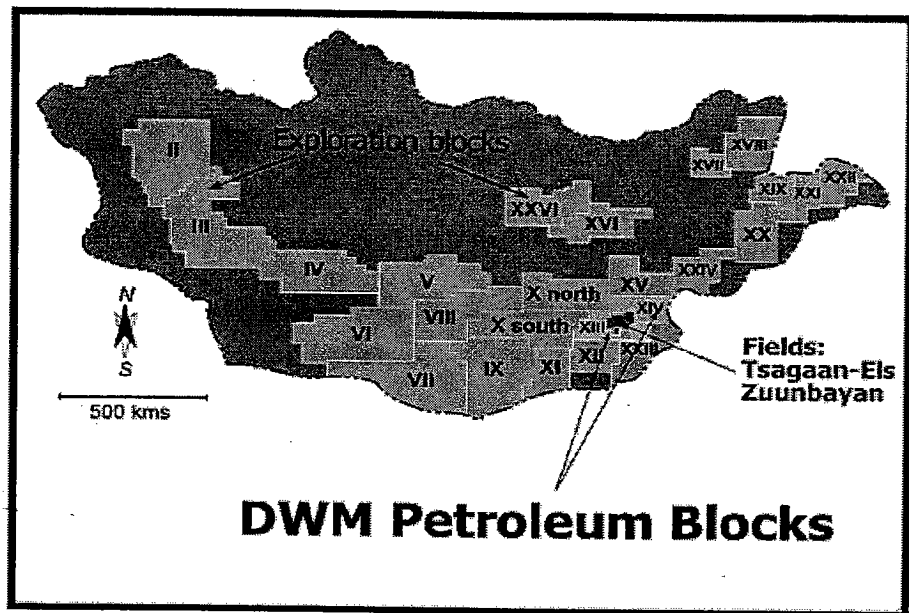 Exploration blocks
II
XVIII
XVII
XXII
XIX
XXI
XXVI
XVI
III
XX
IV
V
XV
XXIV
X north
VIII
X south
XIII
XIV
VI
XII
XXIII
VII
IX
XI
N
S
500 kms
Fields:
Tsagaan-Els
Zuunbayan
DWM Petroleum Blocks